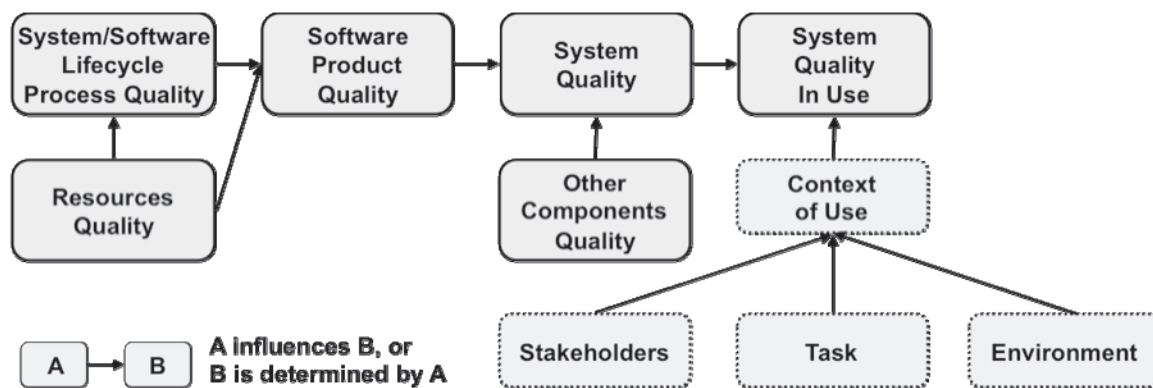 System/Software
Lifecycle
Process Quality
Software
Product
Quality
System
Quality
System
Quality
In Use
Resources
Quality
Other
Components
Quality
Context
of Use
Stakeholders
Task
Environment
A
B
A influences B, or
B is determined by A